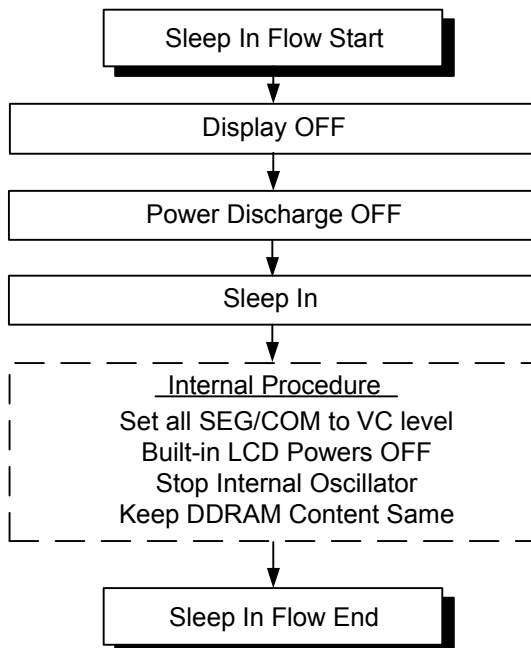 Sleep In Flow Start
Display OFF
Power Discharge OFF
Sleep In
Internal Procedure
Set all SEG/COM to VC level
Built-in LCD Powers OFF
Stop Internal Oscillator
Keep DDRAM Content Same
Sleep In Flow End